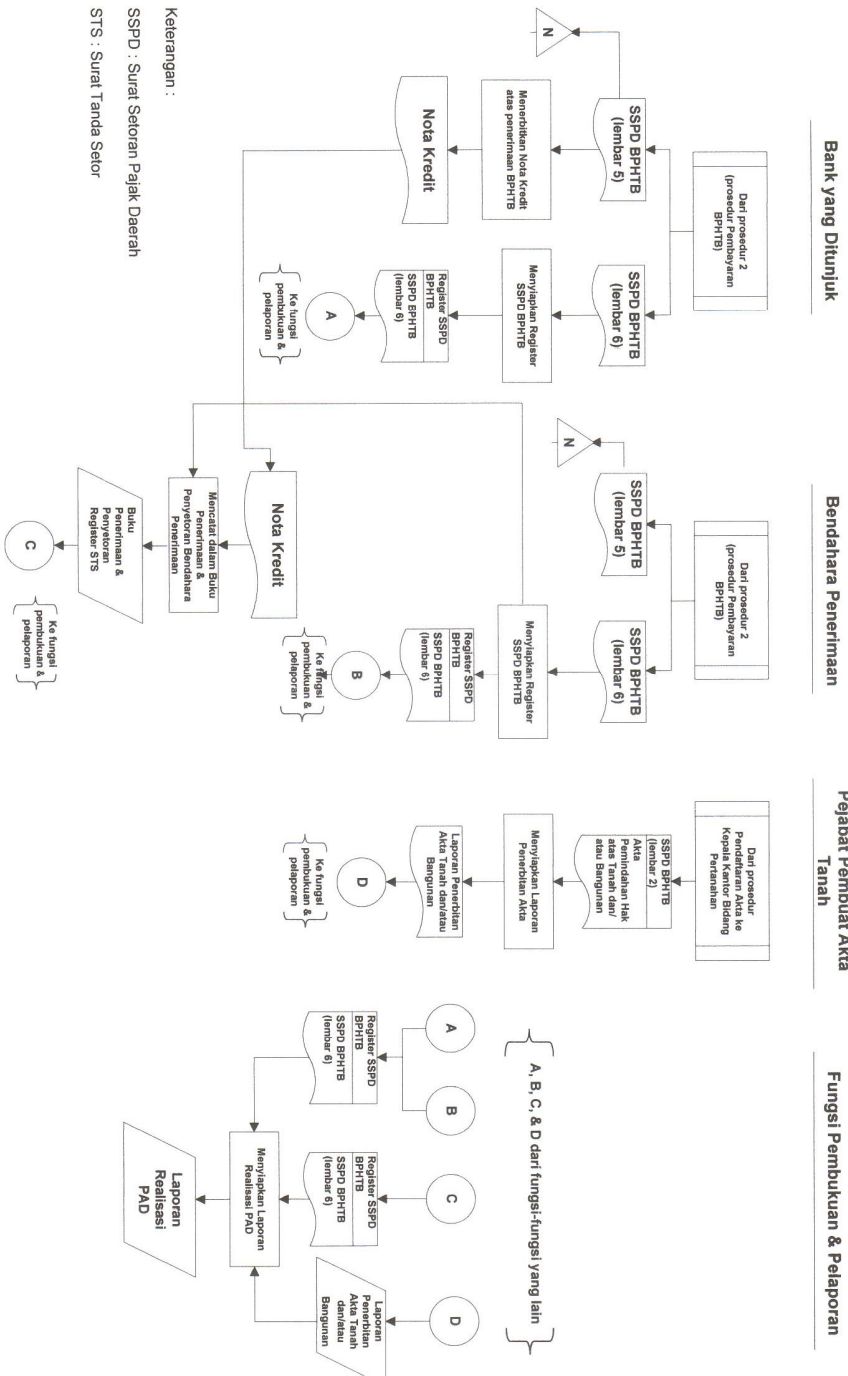 Bank yang Ditunjuk
Dari prosedur 2
(prosedur Pembayaran
BPHTB)
SSPD BPHTB
(lembar 5)
SSPD BPHTB
(lembar 6)
N
Menerbitkan Nota Kredit
atas penerimaan BPHTB
Menyiapkan Register
SSPD BPHTB
Nota Kredit
Register SSPD
BPHTB
SSPD BPHTB
(lembar 6)
A
Ke fungsi
pembukuan &
pelaporan
Keterangan :
SSPD : Surat Setoran Pajak Daerah
STS : Surat Tanda Setor
Bendahara Penerimaan
Dari prosedur 2
(prosedur Pembayaran
BPHTB)
SSPD BPHTB
(lembar 5)
SSPD BPHTB
(lembar 6)
N
Menyiapkan Register
SSPD BPHTB
Register SSPD
BPHTB
SSPD BPHTB
(lembar 6)
B
Ke fungsi
pembukuan &
pelaporan
Nota Kredit
Mencatat dalam Buku
Penerimaan &
Penyetoran Bendahara
Penerimaan
Buku
Penerimaan &
Penyetoran
Register STS
C
Ke fungsi
pembukuan &
pelaporan
Pejabat Pembuat Akta
Tanah
Dari prosedur
Pendaftaran Akta ke
Kepala Kantor Bidang
Pertanahan
SSPD BPHTB
(lembar 2)
Akta
Pemindahan Hak
atas Tanah dan/
atau Bangunan
Menyiapkan Laporan
Penerbitan Akta
Laporan Penerbitan
Akta Tanah dan/atau
Bangunan
D
Ke fungsi
pembukuan &
pelaporan
Fungsi Pembukuan & Pelaporan
A, B, C, & D dari fungsi-fungsi yang lain
A
B
C
D
Register SSPD
BPHTB
SSPD BPHTB
(lembar 6)
Register SSPD
BPHTB
SSPD BPHTB
(lembar 6)
Laporan
Penerbitan
Akta Tanah
dan/atau
Bangunan
Menyiapkan Laporan
Realisasi PAD
Laporan
Realisasi
PAD